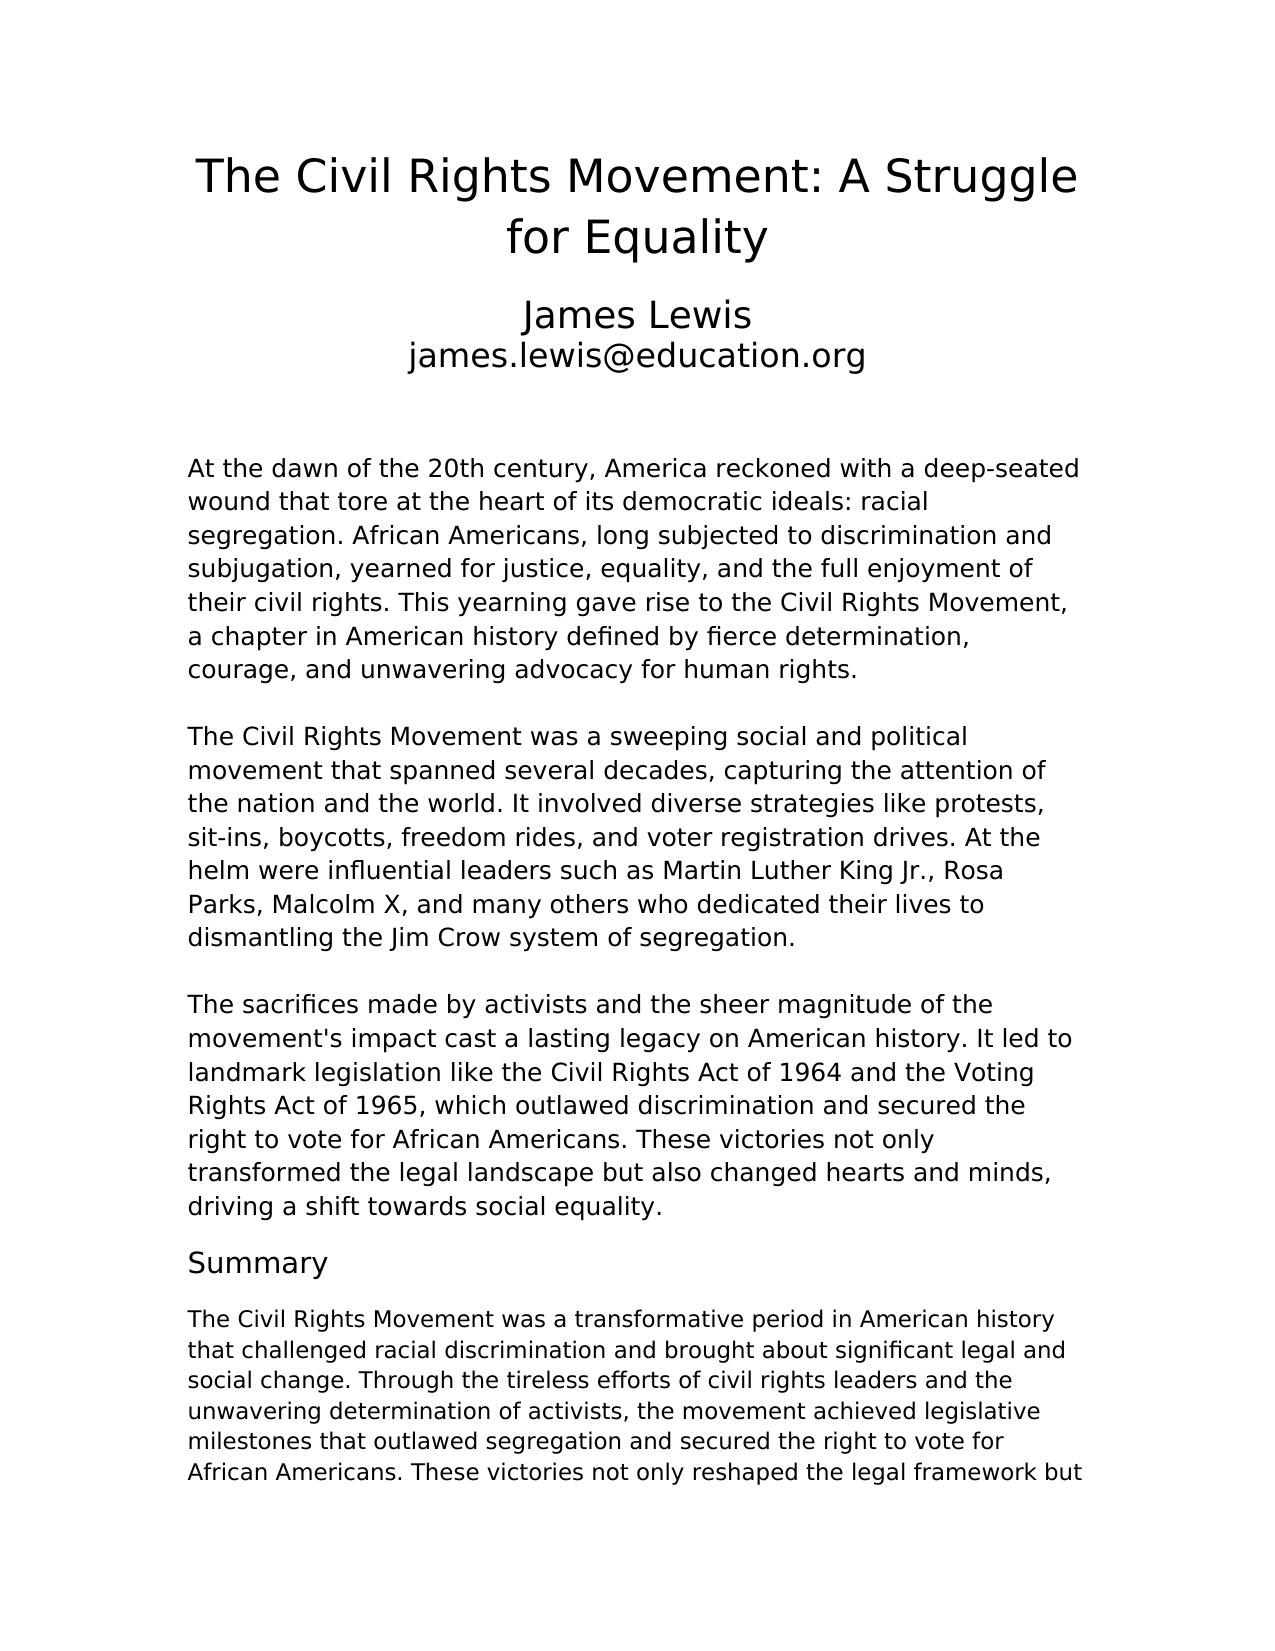 The Civil Rights Movement: A Struggle
for Equality
James Lewis
james.lewis@education.org
At the dawn of the 20th century, America reckoned with a deep-seated
wound that tore at the heart of its democratic ideals: racial
segregation. African Americans, long subjected to discrimination and
subjugation, yearned for justice, equality, and the full enjoyment of
their civil rights. This yearning gave rise to the Civil Rights Movement,
a chapter in American history defined by fierce determination,
courage, and unwavering advocacy for human rights.
The Civil Rights Movement was a sweeping social and political
movement that spanned several decades, capturing the attention of
the nation and the world. It involved diverse strategies like protests,
sit-ins, boycotts, freedom rides, and voter registration drives. At the
helm were influential leaders such as Martin Luther King Jr., Rosa
Parks, Malcolm X, and many others who dedicated their lives to
dismantling the Jim Crow system of segregation.
The sacrifices made by activists and the sheer magnitude of the
movement's impact cast a lasting legacy on American history. It led to
landmark legislation like the Civil Rights Act of 1964 and the Voting
Rights Act of 1965, which outlawed discrimination and secured the
right to vote for African Americans. These victories not only
transformed the legal landscape but also changed hearts and minds,
driving a shift towards social equality.
Summary
The Civil Rights Movement was a transformative period in American history
that challenged racial discrimination and brought about significant legal and
social change. Through the tireless efforts of civil rights leaders and the
unwavering determination of activists, the movement achieved legislative
milestones that outlawed segregation and secured the right to vote for
African Americans. These victories not only reshaped the legal framework but